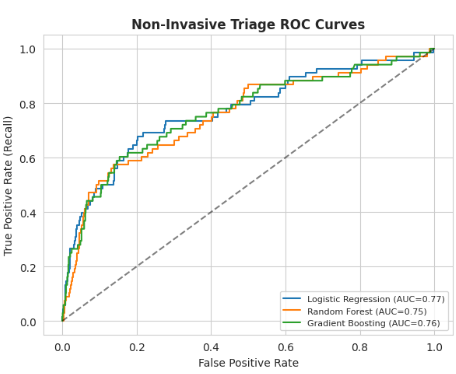 Non-Invasive Triage ROC Curves
True Positive Rate (Recall)
1.0
0.8
0.6
0.4
0.2
0.0
Logistic Regression (AUC=0.77)
Random Forest (AUC=0.75)
Gradient Boosting (AUC=0.76)
0.0 0.2 0.4 0.6 0.8 1.0
False Positive Rate